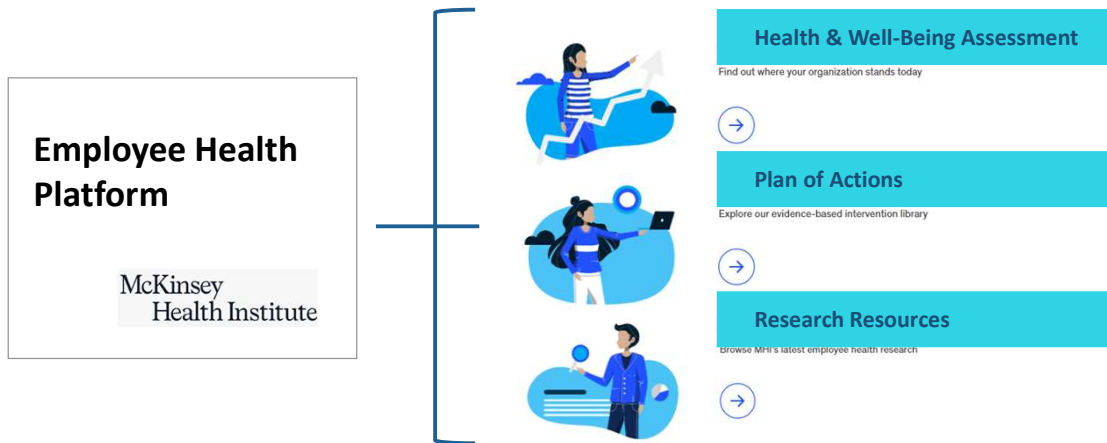 Employee Health
Platform
McKinsey
Health Institute
Health & Well-Being Assessment
Find out where your organization stands today
Plan of Actions
Explore our evidence-based intervention library
Research Resources
Browse MHI's latest employee health research